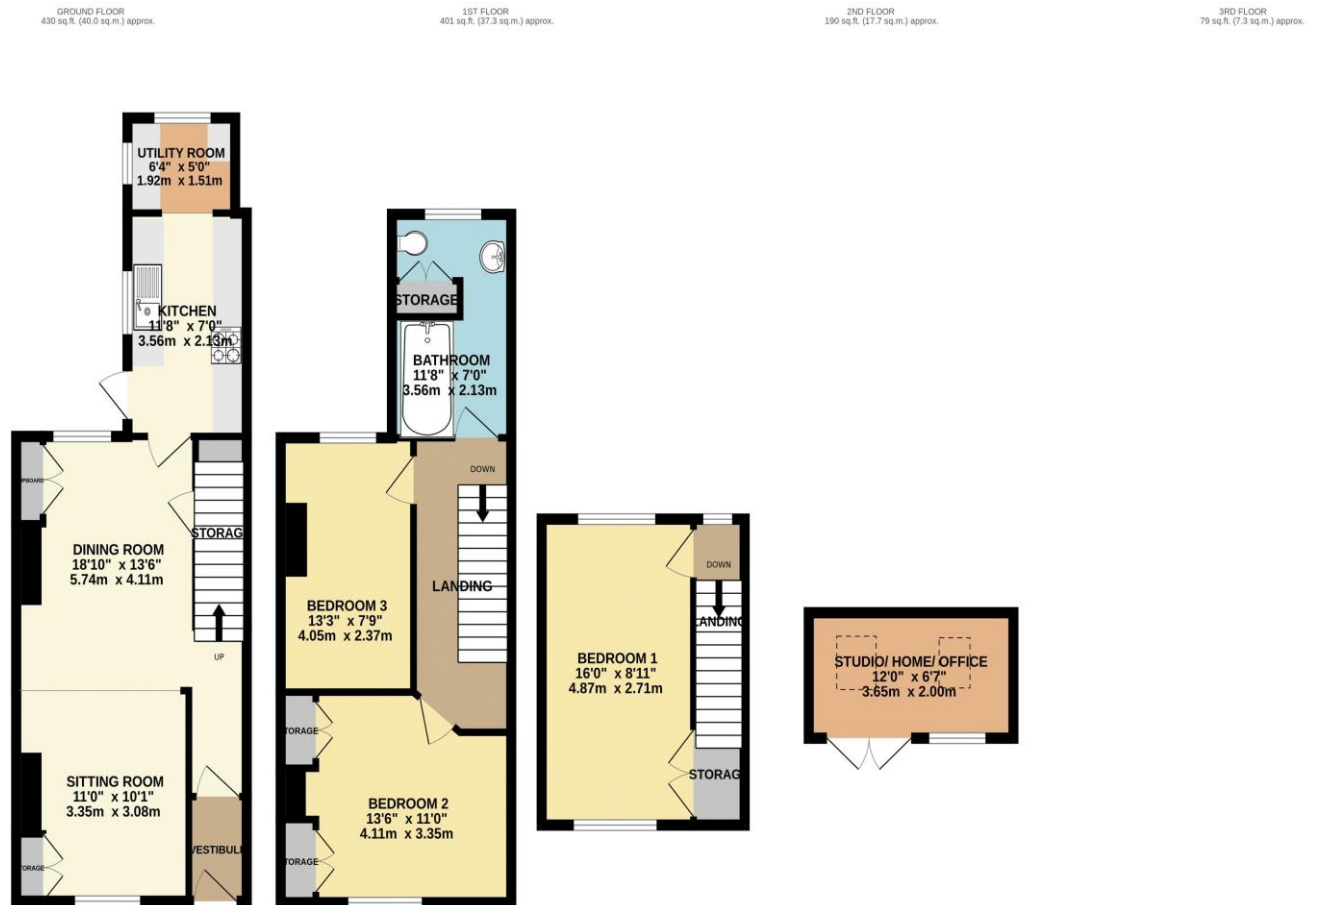 GROUND FLOOR
430 sq.ft. (40.0 sq.m.) approx.
1ST FLOOR
401 sq.ft. (37.3 sq.m.) approx.
2ND FLOOR
190 sq.ft. (17.7 sq.m.) approx.
3RD FLOOR
79 sq.ft. (7.3 sq.m.) approx.
UTILITY ROOM
6'4" x 5'0"
1.92m x 1.51m
KITCHEN
11'8" x 7'0"
3.56m x 2.13m
PBOARD
STORAG
DINING ROOM
18'10" x 13'6"
5.74m x 4.11m
UP
SITTING ROOM
11'0" x 10'1"
3.35m x 3.08m
VESTIBUL
TORAGE
STORAGE
BATHROOM
11'8" x 7'0"
3.56m x 2.13m
DOWN
LANDING
BEDROOM 3
13'3" x 7'9"
4.05m x 2.37m
TORAGE
BEDROOM 2
13'6" x 11'0"
4.11m x 3.35m
TORAGE
DOWN
LANDING
BEDROOM 1
16'0" x 8'11"
4.87m x 2.71m
STORAG
STUDIO/ HOME/ OFFICE
12'0" x 6'7"
3.65m x 2.00m